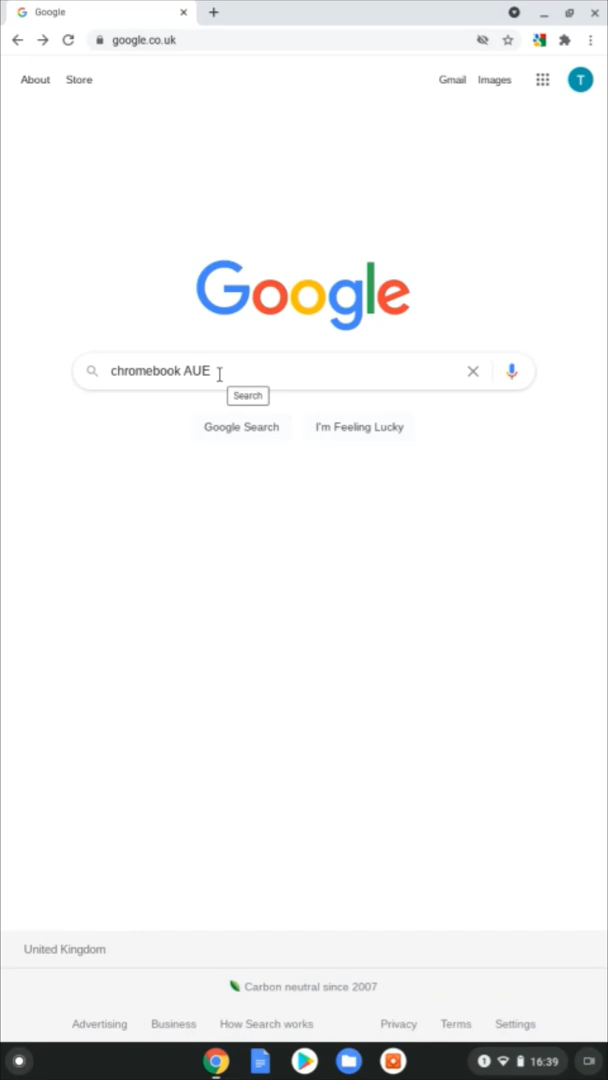 Google
google.co.uk
About Store Gmail Images T
Google
chromebook AUE
Search
Google Search I'm Feeling Lucky
United Kingdom
Carbon neutral since 2007
Advertising Business How Search works Privacy Terms Settings
1 16:39